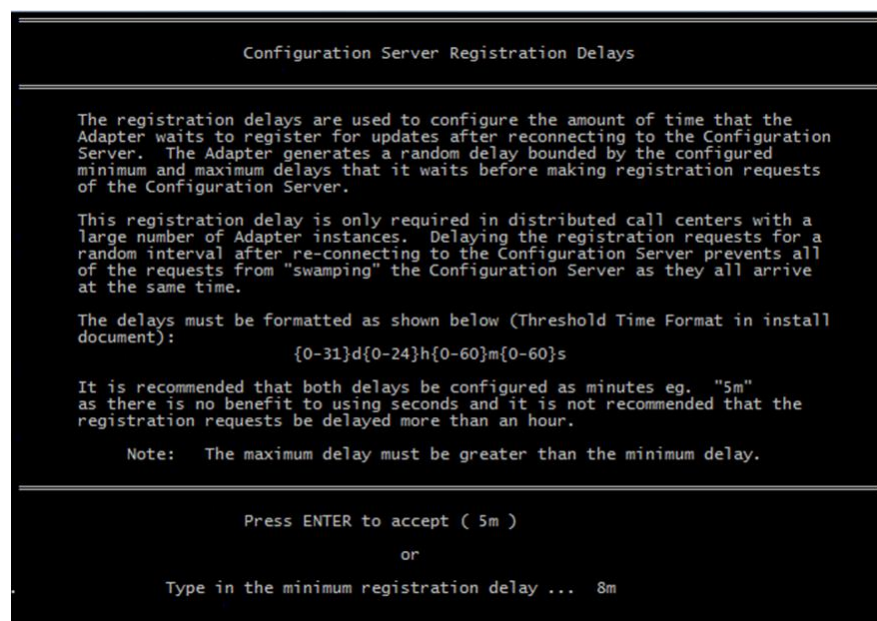 Configuration Server Registration Delays
The registration delays are used to configure the amount of time that the
Adapter waits to register for updates after reconnecting to the Configuration
Server. The Adapter generates a random delay bounded by the configured
minimum and maximum delays that it waits before making registration requests
of the Configuration Server.
This registration delay is only required in distributed call centers with a
large number of Adapter instances. Delaying the registration requests for a
random interval after re-connecting to the Configuration Server prevents all
of the requests from "swamping" the Configuration Server as they all arrive
at the same time.
The delays must be formatted as shown below (Threshold Time Format in install
document):
{0-31}d{0-24}h{0-60}m{0-60}s
It is recommended that both delays be configured as minutes eg. "5m"
as there is no benefit to using seconds and it is not recommended that the
registration requests be delayed more than an hour.
Note: The maximum delay must be greater than the minimum delay.
Press ENTER to accept ( 5m )
or
. Type in the minimum registration delay ... 8m